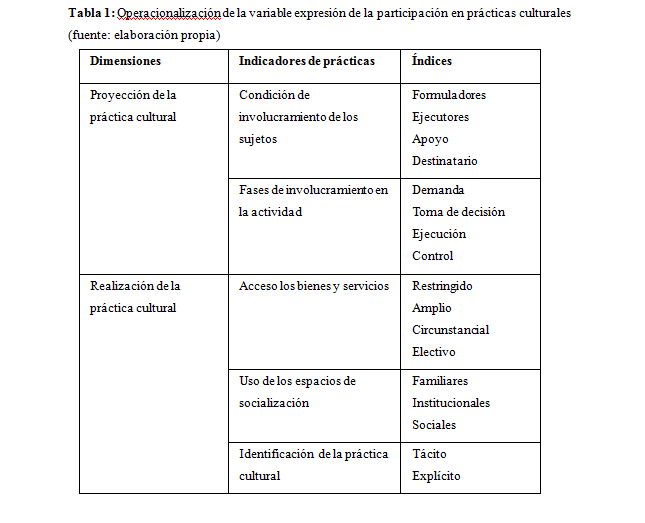 Tabla 1: Operacionalización de la variable expresión de la participación en prácticas culturales
(fuente: elaboración propia)
Dimensiones
Indicadores de prácticas
Índices
Proyección de la
práctica cultural
Condición de
involucramiento de los
sujetos
Formuladores
Ejecutores
Apoyo
Destinatario
Fases de involucramiento en
la actividad
Demanda
Toma de decisión
Ejecución
Control
Realización de la
práctica cultural
Acceso los bienes y servicios
Restringido
Amplio
Circunstancial
Electivo
Uso de los espacios de
socialización
Familiares
Institucionales
Sociales
Identificación de la práctica
cultural
Tácito
Explícito